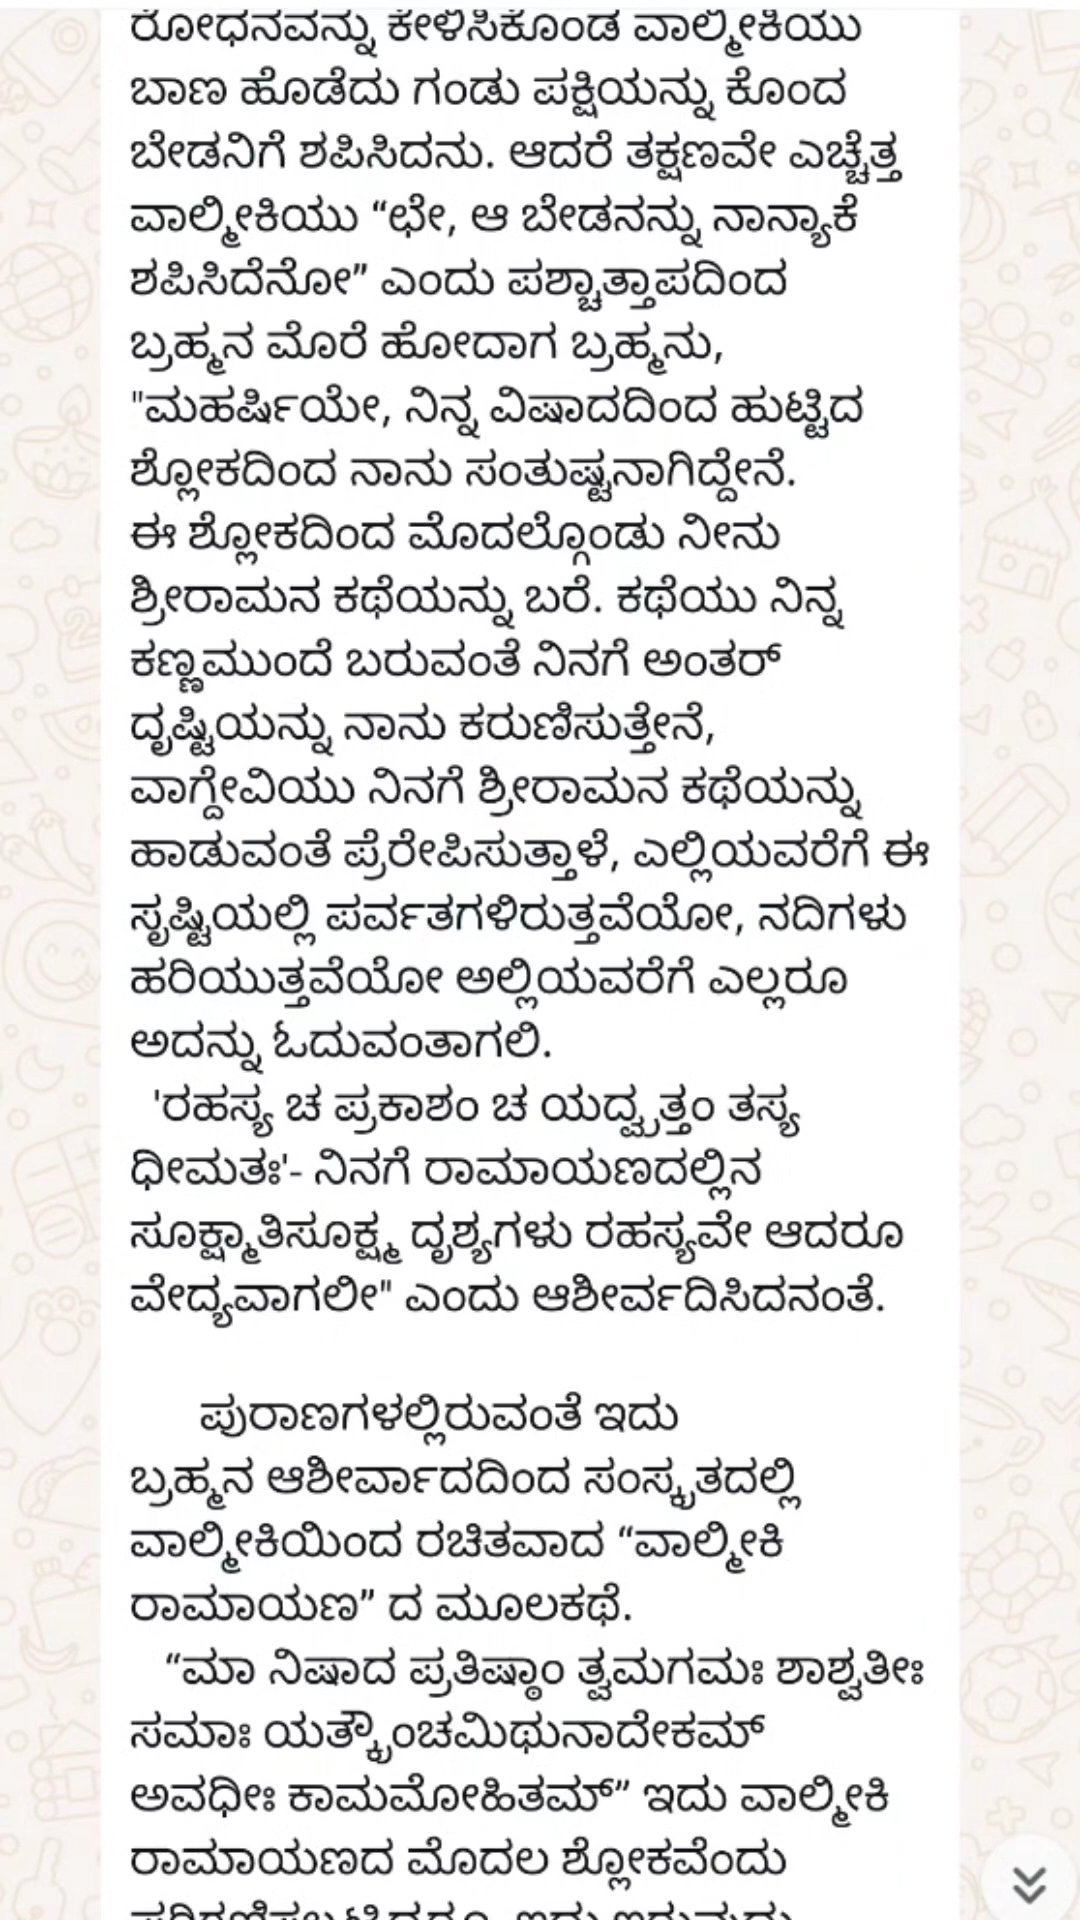 ರೋಧನವನ್ನು ಕೇಳಿಸಿಕೊಂಡ ವಾಲ್ಮೀಕಿಯು
ಬಾಣ ಹೊಡೆದು ಗಂಡು ಪಕ್ಷಿಯನ್ನು ಕೊಂದ
ಬೇಡನಿಗೆ ಶಪಿಸಿದನು. ಆದರೆ ತಕ್ಷಣವೇ ಎಚ್ಚೆತ್ತ
ವಾಲ್ಮೀಕಿಯು “ಛೇ, ಆ ಬೇಡನನ್ನು ನಾನ್ಯಾಕೆ
ಶಪಿಸಿದೆನೋ” ಎಂದು ಪಶ್ಚಾತ್ತಾಪದಿಂದ
ಬ್ರಹ್ಮನ ಮೊರೆ ಹೋದಾಗ ಬ್ರಹ್ಮನು,
"ಮಹರ್ಷಿಯೇ, ನಿನ್ನ ವಿಷಾದದಿಂದ ಹುಟ್ಟಿದ
ಶ್ಲೋಕದಿಂದ ನಾನು ಸಂತುಷ್ಟನಾಗಿದ್ದೇನೆ.
ಈ ಶ್ಲೋಕದಿಂದ ಮೊದಲ್ಗೊಂಡು ನೀನು
ಶ್ರೀರಾಮನ ಕಥೆಯನ್ನು ಬರೆ. ಕಥೆಯು ನಿನ್ನ
ಕಣ್ಣಮುಂದೆ ಬರುವಂತೆ ನಿನಗೆ ಅಂತರ್
ದೃಷ್ಟಿಯನ್ನು ನಾನು ಕರುಣಿಸುತ್ತೇನೆ,
ವಾಗ್ದೇವಿಯು ನಿನಗೆ ಶ್ರೀರಾಮನ ಕಥೆಯನ್ನು
ಹಾಡುವಂತೆ ಪ್ರೆರೇಪಿಸುತ್ತಾಳೆ, ಎಲ್ಲಿಯವರೆಗೆ ಈ
ಸೃಷ್ಟಿಯಲ್ಲಿ ಪರ್ವತಗಳಿರುತ್ತವೆಯೋ, ನದಿಗಳು
ಹರಿಯುತ್ತವೆಯೋ ಅಲ್ಲಿಯವರೆಗೆ ಎಲ್ಲರೂ
ಅದನ್ನು ಓದುವಂತಾಗಲಿ.
'ರಹಸ್ಯ ಚ ಪ್ರಕಾಶಂ ಚ ಯದ್ವೃತ್ತಂ ತಸ್ಯ
ಧೀಮತಃ'- ನಿನಗೆ ರಾಮಾಯಣದಲ್ಲಿನ
ಸೂಕ್ಷ್ಮಾತಿಸೂಕ್ಷ್ಮ ದೃಶ್ಯಗಳು ರಹಸ್ಯವೇ ಆದರೂ
ವೇದ್ಯವಾಗಲೀ" ಎಂದು ಆಶೀರ್ವದಿಸಿದನಂತೆ.
ಪುರಾಣಗಳಲ್ಲಿರುವಂತೆ ಇದು
ಬ್ರಹ್ಮನ ಆಶೀರ್ವಾದದಿಂದ ಸಂಸ್ಕೃತದಲ್ಲಿ
ವಾಲ್ಮೀಕಿಯಿಂದ ರಚಿತವಾದ “ವಾಲ್ಮೀಕಿ
ರಾಮಾಯಣ” ದ ಮೂಲಕಥೆ.
“ಮಾ ನಿಷಾದ ಪ್ರತಿಷ್ಠಾಂ ತ್ವಮಗಮಃ ಶಾಶ್ವತೀಃ
ಸಮಾಃ ಯತ್ಕ್ರೌಂಚಮಿಥುನಾದೇಕಮ್
ಅವಧೀಃ ಕಾಮಮೋಹಿತಮ್” ಇದು ವಾಲ್ಮೀಕಿ
ರಾಮಾಯಣದ ಮೊದಲ ಶ್ಲೋಕವೆಂದು